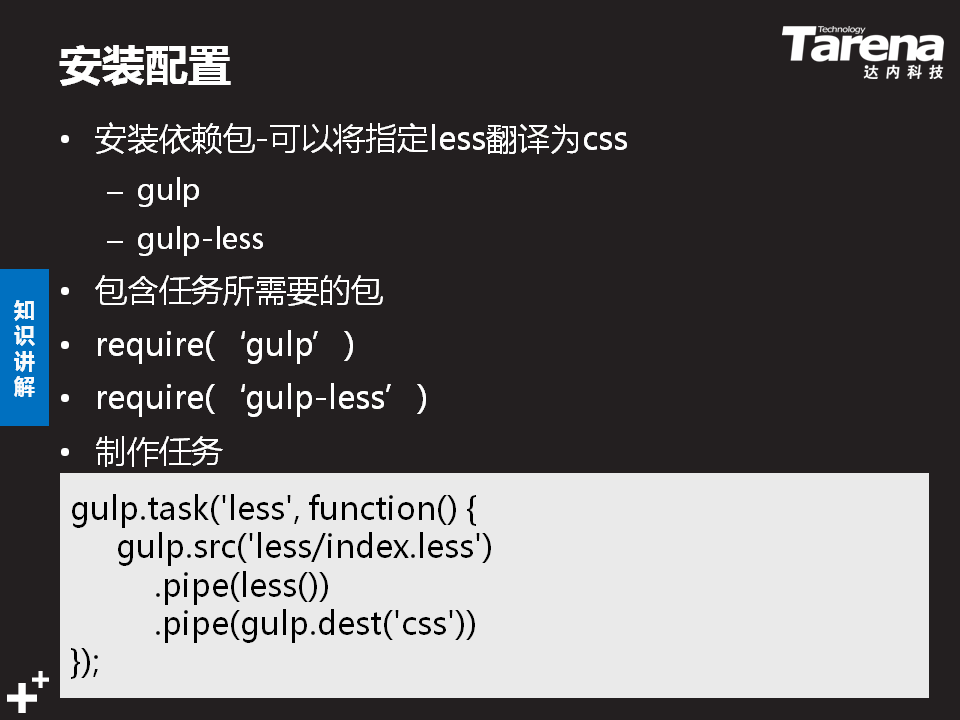 安装配置
Technology
Tarena
达内科技
• 安装依赖包-可以将指定less翻译为css
– gulp
– gulp-less
• 包含任务所需要的包
• require(‘gulp’)
• require(‘gulp-less’)
• 制作任务
知识讲解
gulp.task('less', function() {
gulp.src('less/index.less')
.pipe(less())
.pipe(gulp.dest('css'))
});